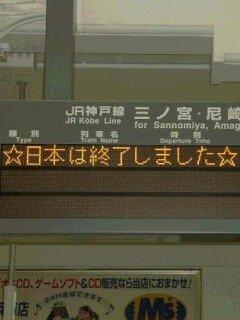 JR神戸線 三ノ宮・尼崎
JR Kōbe Line for Sannomiya, Amaga
種別 列車名 時刻
Type Train Name Departure Time
☆日本は終了しました☆
CD、ゲームソフト&CD販売なら当店におまかせ!
M's